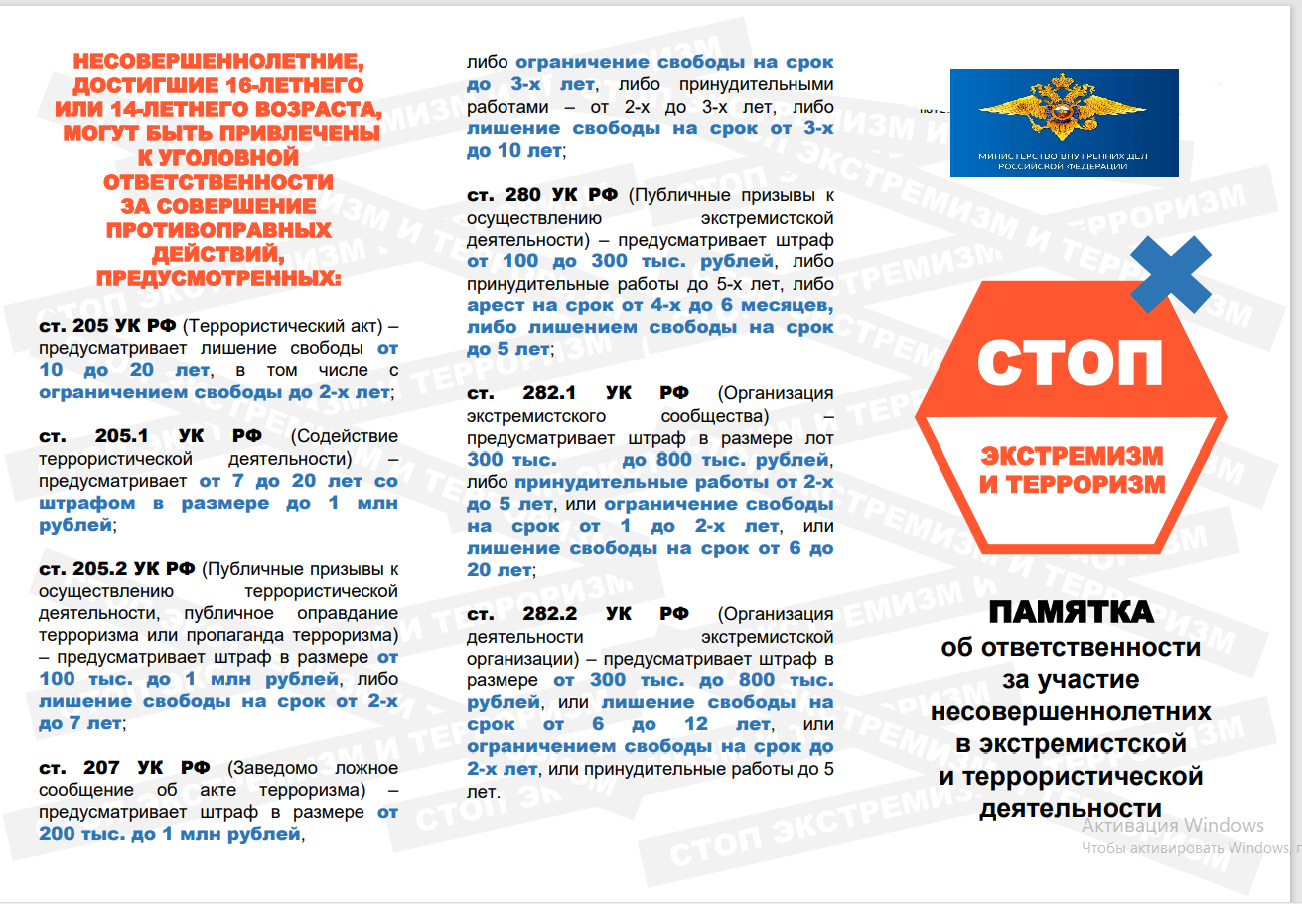 НЕСОВЕРШЕННОЛЕТНИЕ,
ДОСТИГШИЕ 16-ЛЕТНЕГО
ИЛИ 14-ЛЕТНЕГО ВОЗРАСТА,
МОГУТ БЫТЬ ПРИВЛЕЧЕНЫ
К УГОЛОВНОЙ
ОТВЕТСТВЕННОСТИ
ЗА СОВЕРШЕНИЕ
ПРОТИВОПРАВНЫХ
ДЕЙСТВИЙ,
ПРЕДУСМОТРЕННЫХ:
ст. 205 УК РФ (Террористический акт) –
предусматривает лишение свободы от
10 до 20 лет, в том числе с
ограничением свободы до 2-х лет;
ст. 205.1 УК РФ (Содействие
террористической деятельности) –
предусматривает от 7 до 20 лет со
штрафом в размере до 1 млн
рублей;
ст. 205.2 УК РФ (Публичные призывы к
осуществлению террористической
деятельности, публичное оправдание
терроризма или пропаганда терроризма)
– предусматривает штраф в размере от
100 тыс. до 1 млн рублей, либо
лишение свободы на срок от 2-х
до 7 лет;
ст. 207 УК РФ (Заведомо ложное
сообщение об акте терроризма) –
предусматривает штраф в размере от
200 тыс. до 1 млн рублей,
либо ограничение свободы на срок
до 3-х лет, либо принудительными
работами – от 2-х до 3-х лет, либо
лишение свободы на срок от 3-х
до 10 лет;
ст. 280 УК РФ (Публичные призывы к
осуществлению экстремистской
деятельности) – предусматривает штраф
от 100 до 300 тыс. рублей, либо
принудительные работы до 5-х лет, либо
арест на срок от 4-х до 6 месяцев,
либо лишением свободы на срок
до 5 лет;
ст. 282.1 УК РФ (Организация
экстремистского сообщества) –
предусматривает штраф в размере лот
300 тыс. до 800 тыс. рублей,
либо принудительные работы от 2-х
до 5 лет, или ограничение свободы
на срок от 1 до 2-х лет, или
лишение свободы на срок от 6 до
20 лет;
ст. 282.2 УК РФ (Организация
деятельности экстремистской
организации) – предусматривает штраф в
размере от 300 тыс. до 800 тыс.
рублей, или лишение свободы на
срок от 6 до 12 лет, или
ограничением свободы на срок до
2-х лет, или принудительные работы до 5
лет.
МИНИСТЕРСТВО ВНУТРЕННИХ ДЕЛ
РОССИЙСКОЙ ФЕДЕРАЦИИ
СТОП
ЭКСТРЕМИЗМ
И ТЕРРОРИЗМ
ПАМЯТКА
об ответственности
за участие
несовершеннолетних
в экстремистской
и террористической
деятельности
Активация Windows
Чтобы активировать Windows,